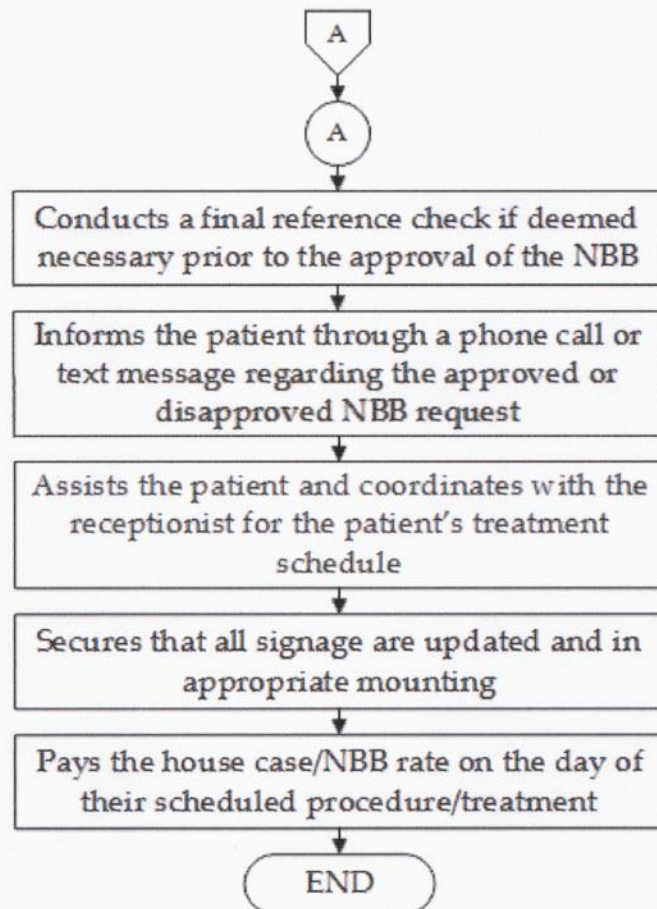 A
A
Conducts a final reference check if deemed
necessary prior to the approval of the NBB
Informs the patient through a phone call or
text message regarding the approved or
disapproved NBB request
Assists the patient and coordinates with the
receptionist for the patient's treatment
schedule
Secures that all signage are updated and in
appropriate mounting
Pays the house case/NBB rate on the day of
their scheduled procedure/treatment
END